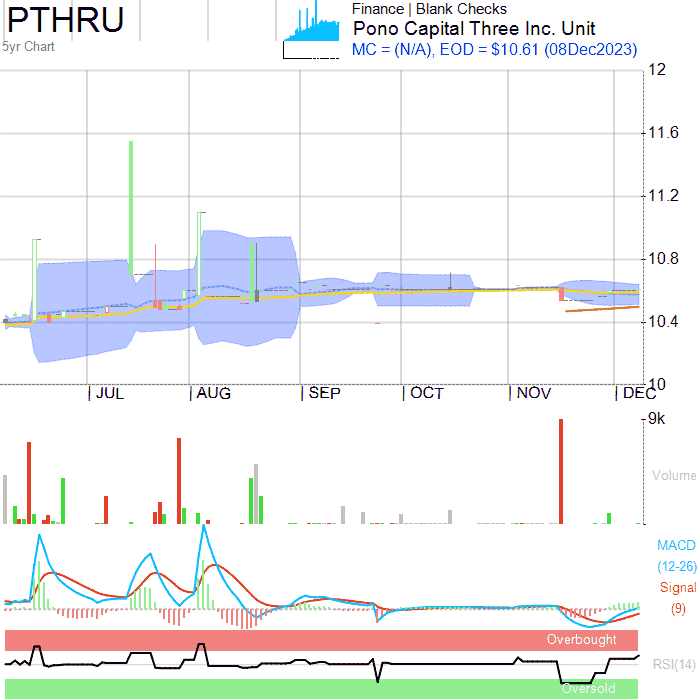 PTHRU
5yr Chart
Finance | Blank Checks
Pono Capital Three Inc. Unit
MC = (N/A), EOD = $10.61 (08Dec2023)
12
11.6
11.2
10.8
10.4
10
JUL AUG SEP OCT NOV DEC
9k
Volume
MACD
(12-26)
Signal
(9)
Overbought
RSI(14)
Oversold